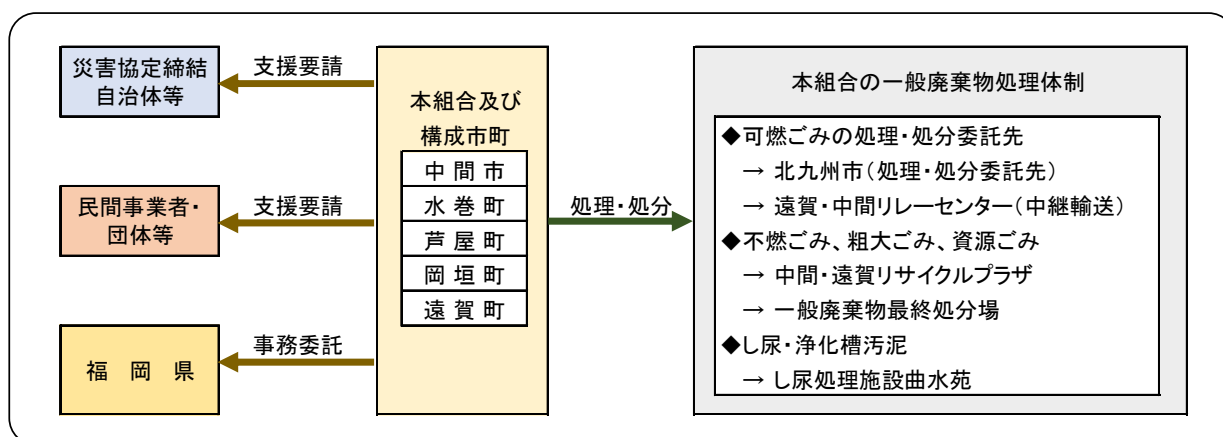 災害協定締結
自治体等
支援要請
民間事業者・
団体等
支援要請
福 岡 県
事務委託
本組合及び
構成市町
中 間 市
水 巻 町
芦 屋 町
岡 垣 町
遠 賀 町
処理・処分
本組合の一般廃棄物処理体制
◆可燃ごみの処理・処分委託先
→ 北九州市(処理・処分委託先)
→ 遠賀・中間リレーセンター(中継輸送)
◆不燃ごみ、粗大ごみ、資源ごみ
→ 中間・遠賀リサイクルプラザ
→ 一般廃棄物最終処分場
◆し尿・浄化槽汚泥
→ し尿処理施設曲水苑